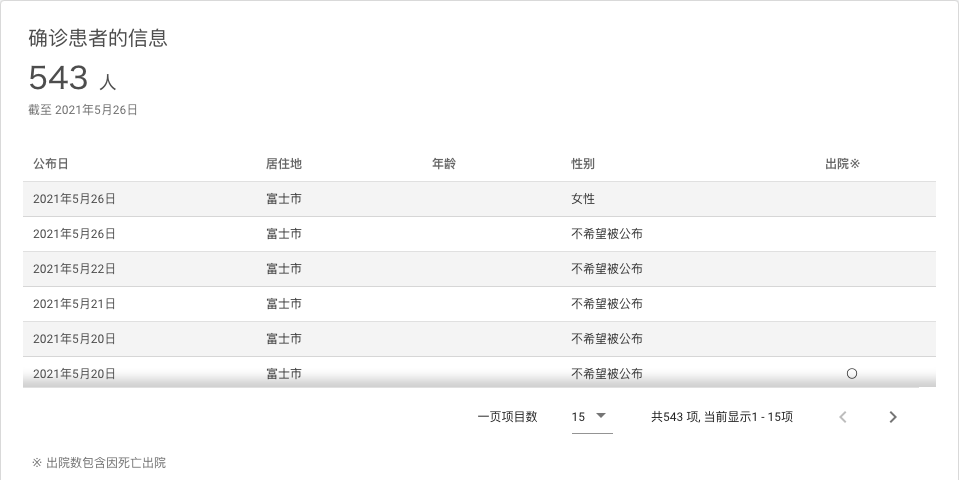 确诊患者的信息
543 人
截至 2021年5月26日
公布日 居住地 年龄 性别 出院※
2021年5月26日 富士市 女性
2021年5月26日 富士市 不希望被公布
2021年5月22日 富士市 不希望被公布
2021年5月21日 富士市 不希望被公布
2021年5月20日 富士市 不希望被公布
2021年5月20日 富士市 不希望被公布 〇
一页项目数 15 共543 项, 当前显示1 - 15项
※ 出院数包含因死亡出院